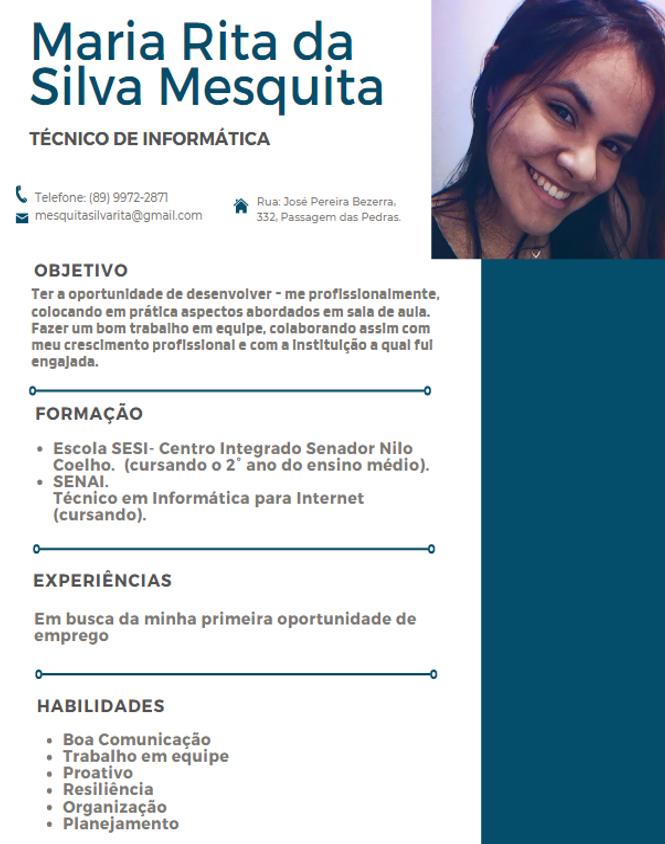 Maria Rita da
Silva Mesquita
TÉCNICO DE INFORMÁTICA
Telefone: (89) 9972-2871
mesquitasilvarita@gmail.com
Rua: José Pereira Bezerra,
332, Passagem das Pedras.
OBJETIVO
Ter a oportunidade de desenvolver - me profissionalmente,
colocando em prática aspectos abordados em sala de aula.
Fazer um bom trabalho em equipe, colaborando assim com
meu crescimento profissional e com a instituição a qual fui
engajada.
FORMAÇÃO
• Escola SESI- Centro Integrado Senador Nilo
Coelho. (cursando o 2° ano do ensino médio).
• SENAI.
Técnico em Informática para Internet
(cursando).
EXPERIÊNCIAS
Em busca da minha primeira oportunidade de
emprego
HABILIDADES
• Boa Comunicação
• Trabalho em equipe
• Proativo
• Resiliência
• Organização
• Planejamento